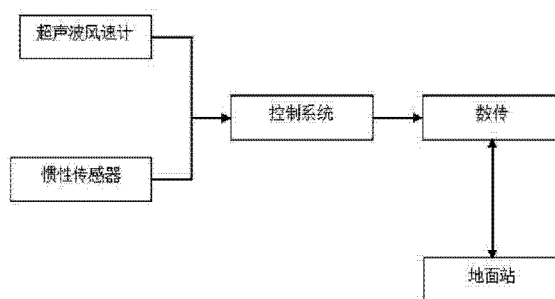 超声波风速计
控制系统
数传
惯性传感器
地面站